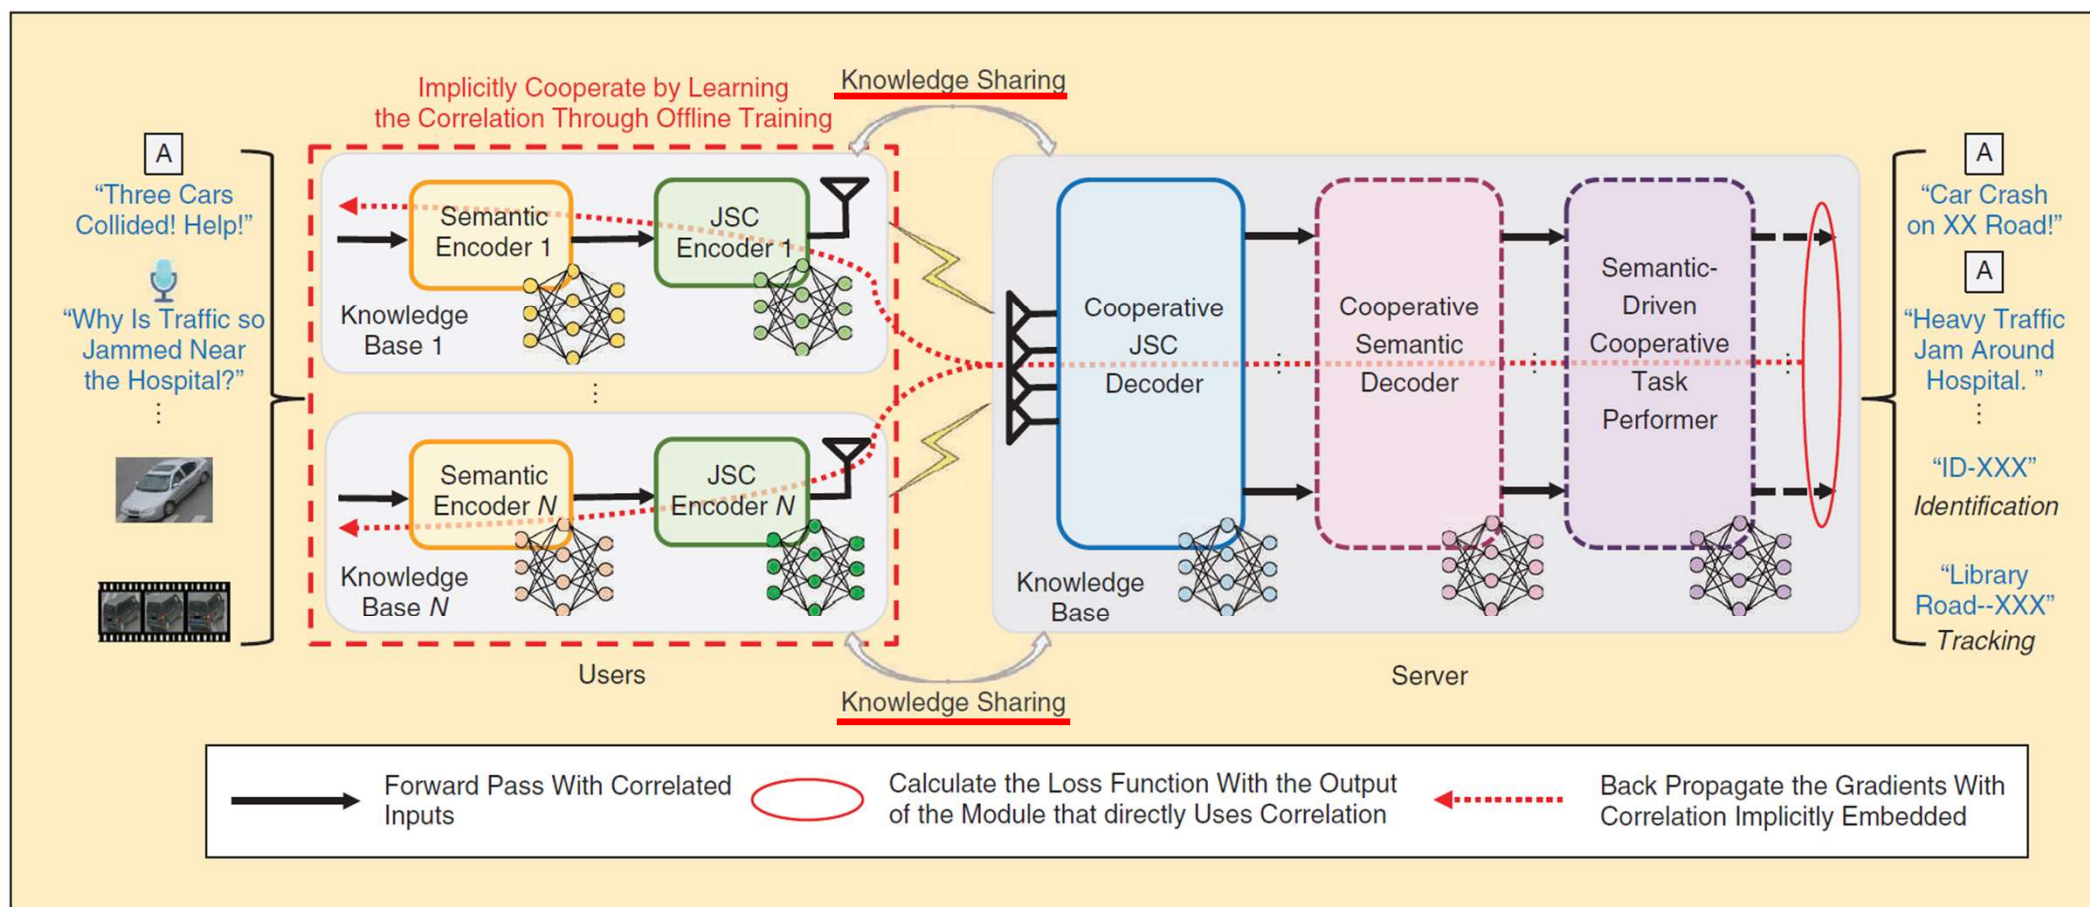 Implicitly Cooperate by Learning
the Correlation Through Offline Training
Knowledge Sharing
A
“Three Cars
Collided! Help!”
“Why Is Traffic so
Jammed Near
the Hospital?”
Semantic
Encoder 1
JSC
Encoder 1
Knowledge
Base 1
Semantic
Encoder N
JSC
Encoder N
Knowledge
Base N
Users
Knowledge Sharing
Cooperative
JSC
Decoder
Cooperative
Semantic
Decoder
Semantic-
Driven
Cooperative
Task
Performer
Knowledge
Base
Server
A
“Car Crash
on XX Road!”
A
“Heavy Traffic
Jam Around
Hospital. ”
“ID-XXX”
Identification
“Library
Road--XXX”
Tracking
Forward Pass With Correlated
Inputs
Calculate the Loss Function With the Output
of the Module that directly Uses Correlation
Back Propagate the Gradients With
Correlation Implicitly Embedded